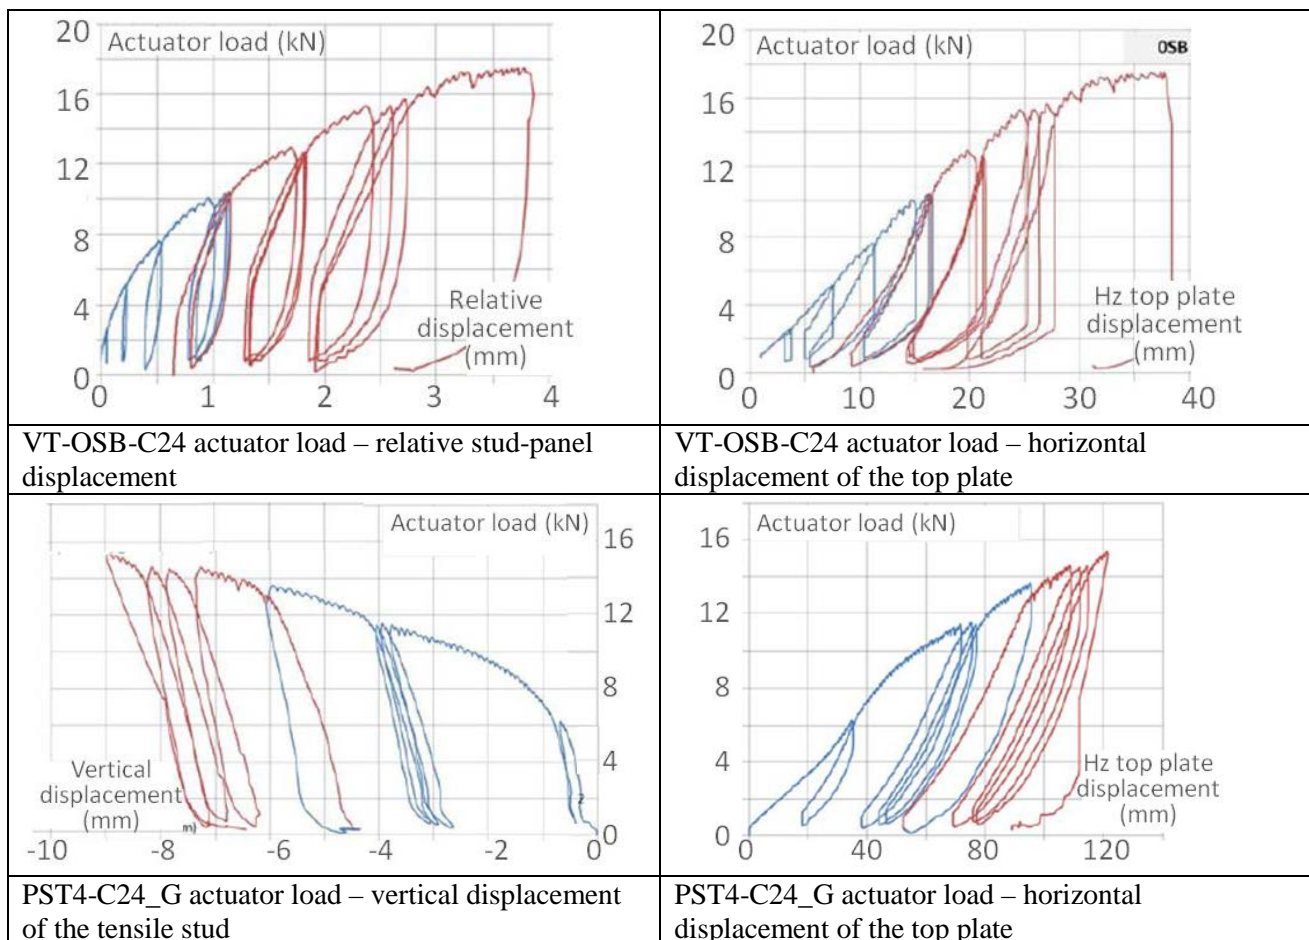 20
Actuator load (kN)
16
12
8
4
0
Relative
displacement
(mm)
0 1 2 3 4
20
Actuator load (kN)
OSB
16
12
8
4
0
Hz top plate
displacement
(mm)
0 10 20 30 40
VT-OSB-C24 actuator load – relative stud-panel
displacement
VT-OSB-C24 actuator load – horizontal
displacement of the top plate
Actuator load (kN)
16
12
8
4
0
Vertical
displacement
(mm)
m)
2
-10 -8 -6 -4 -2 0
Actuator load (kN)
16
12
8
4
0
Hz top plate
displacement
(mm)
0 40 80 120
PST4-C24_G actuator load – vertical displacement
of the tensile stud
PST4-C24_G actuator load – horizontal
displacement of the top plate